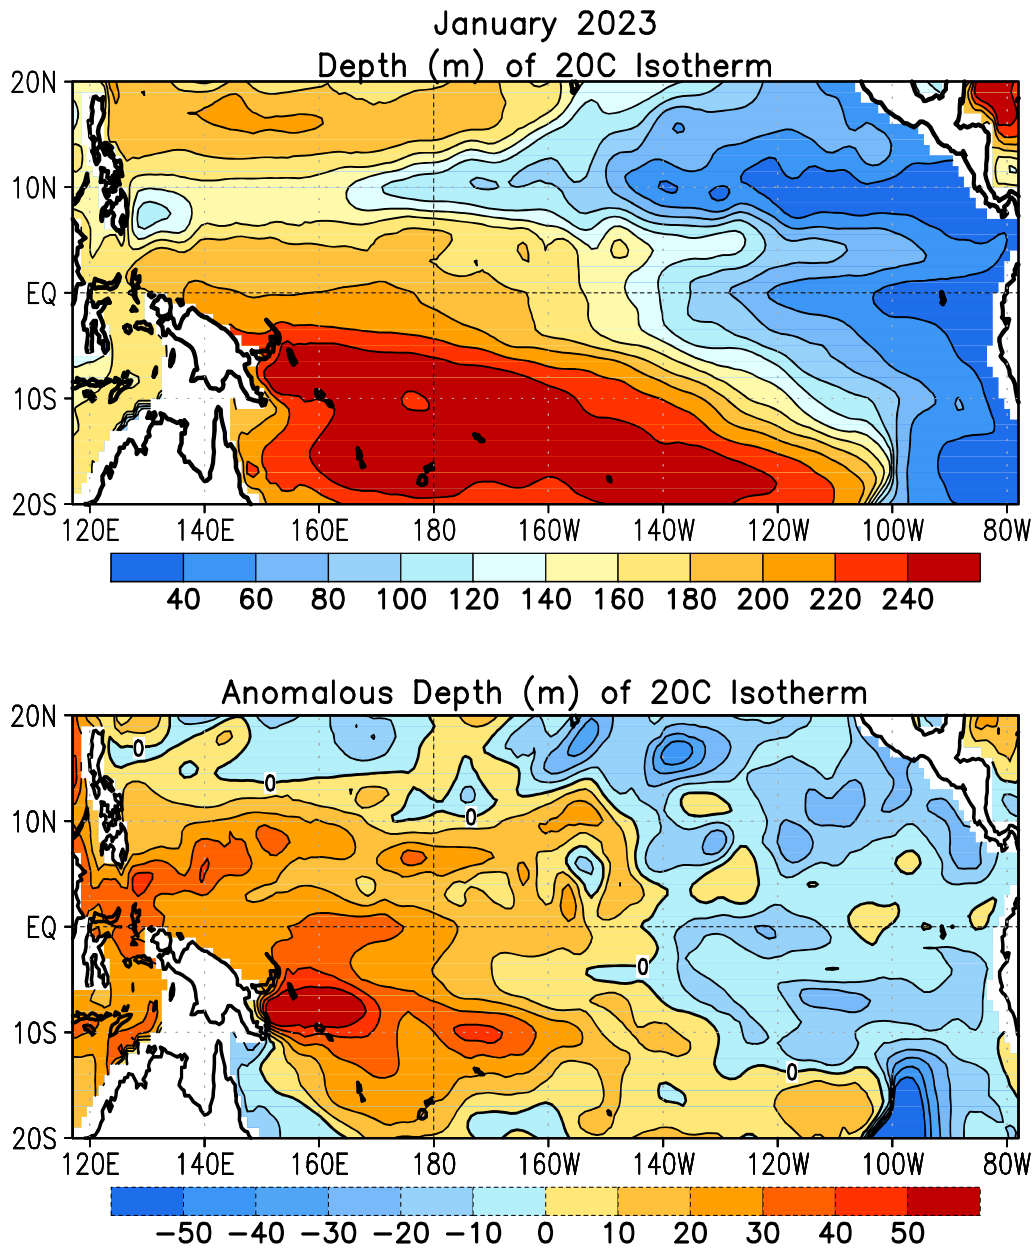 January 2023
Depth (m) of 20C Isotherm
20N
10N
EQ
10S
20S
120E 140E 160E 180 160W 140W 120W 100W 80W
40 60 80 100 120 140 160 180 200 220 240
Anomalous Depth (m) of 20C Isotherm
20N
0
0
10N
0
EQ
0
10S
0
20S
120E 140E 160E 180 160W 140W 120W 100W 80W
−50 −40 −30 −20 −10 0 10 20 30 40 50